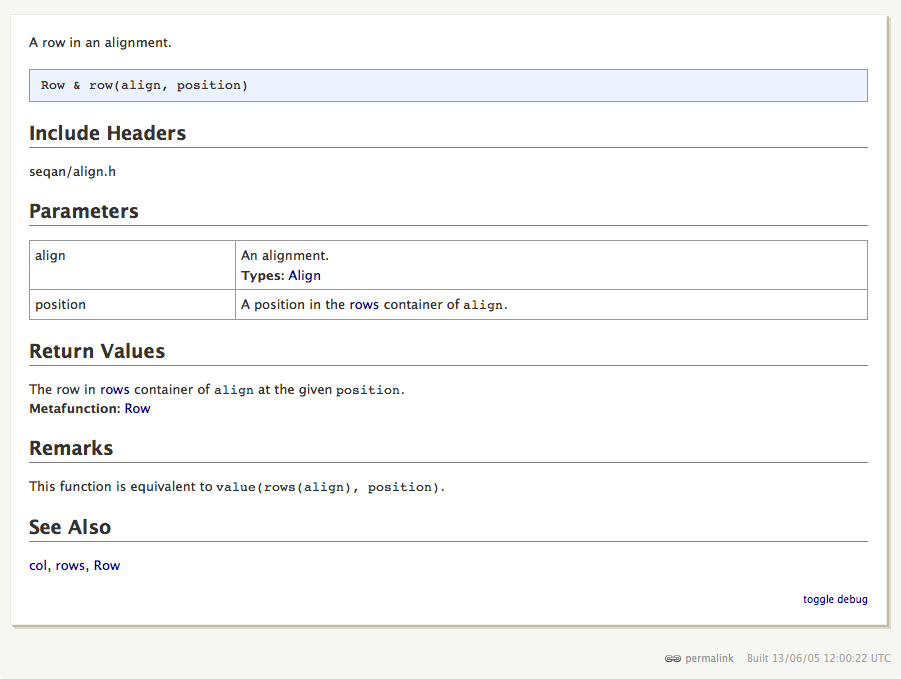 A row in an alignment.
Row & row(align, position)
Include Headers
seqan/align.h
Parameters
align
An alignment.
Types: Align
position
A position in the rows container of align.
Return Values
The row in rows container of align at the given position.
Metafunction: Row
Remarks
This function is equivalent to value(rows(align), position).
See Also
col, rows, Row
toggle debug
permalink Built 13/06/05 12:00:22 UTC